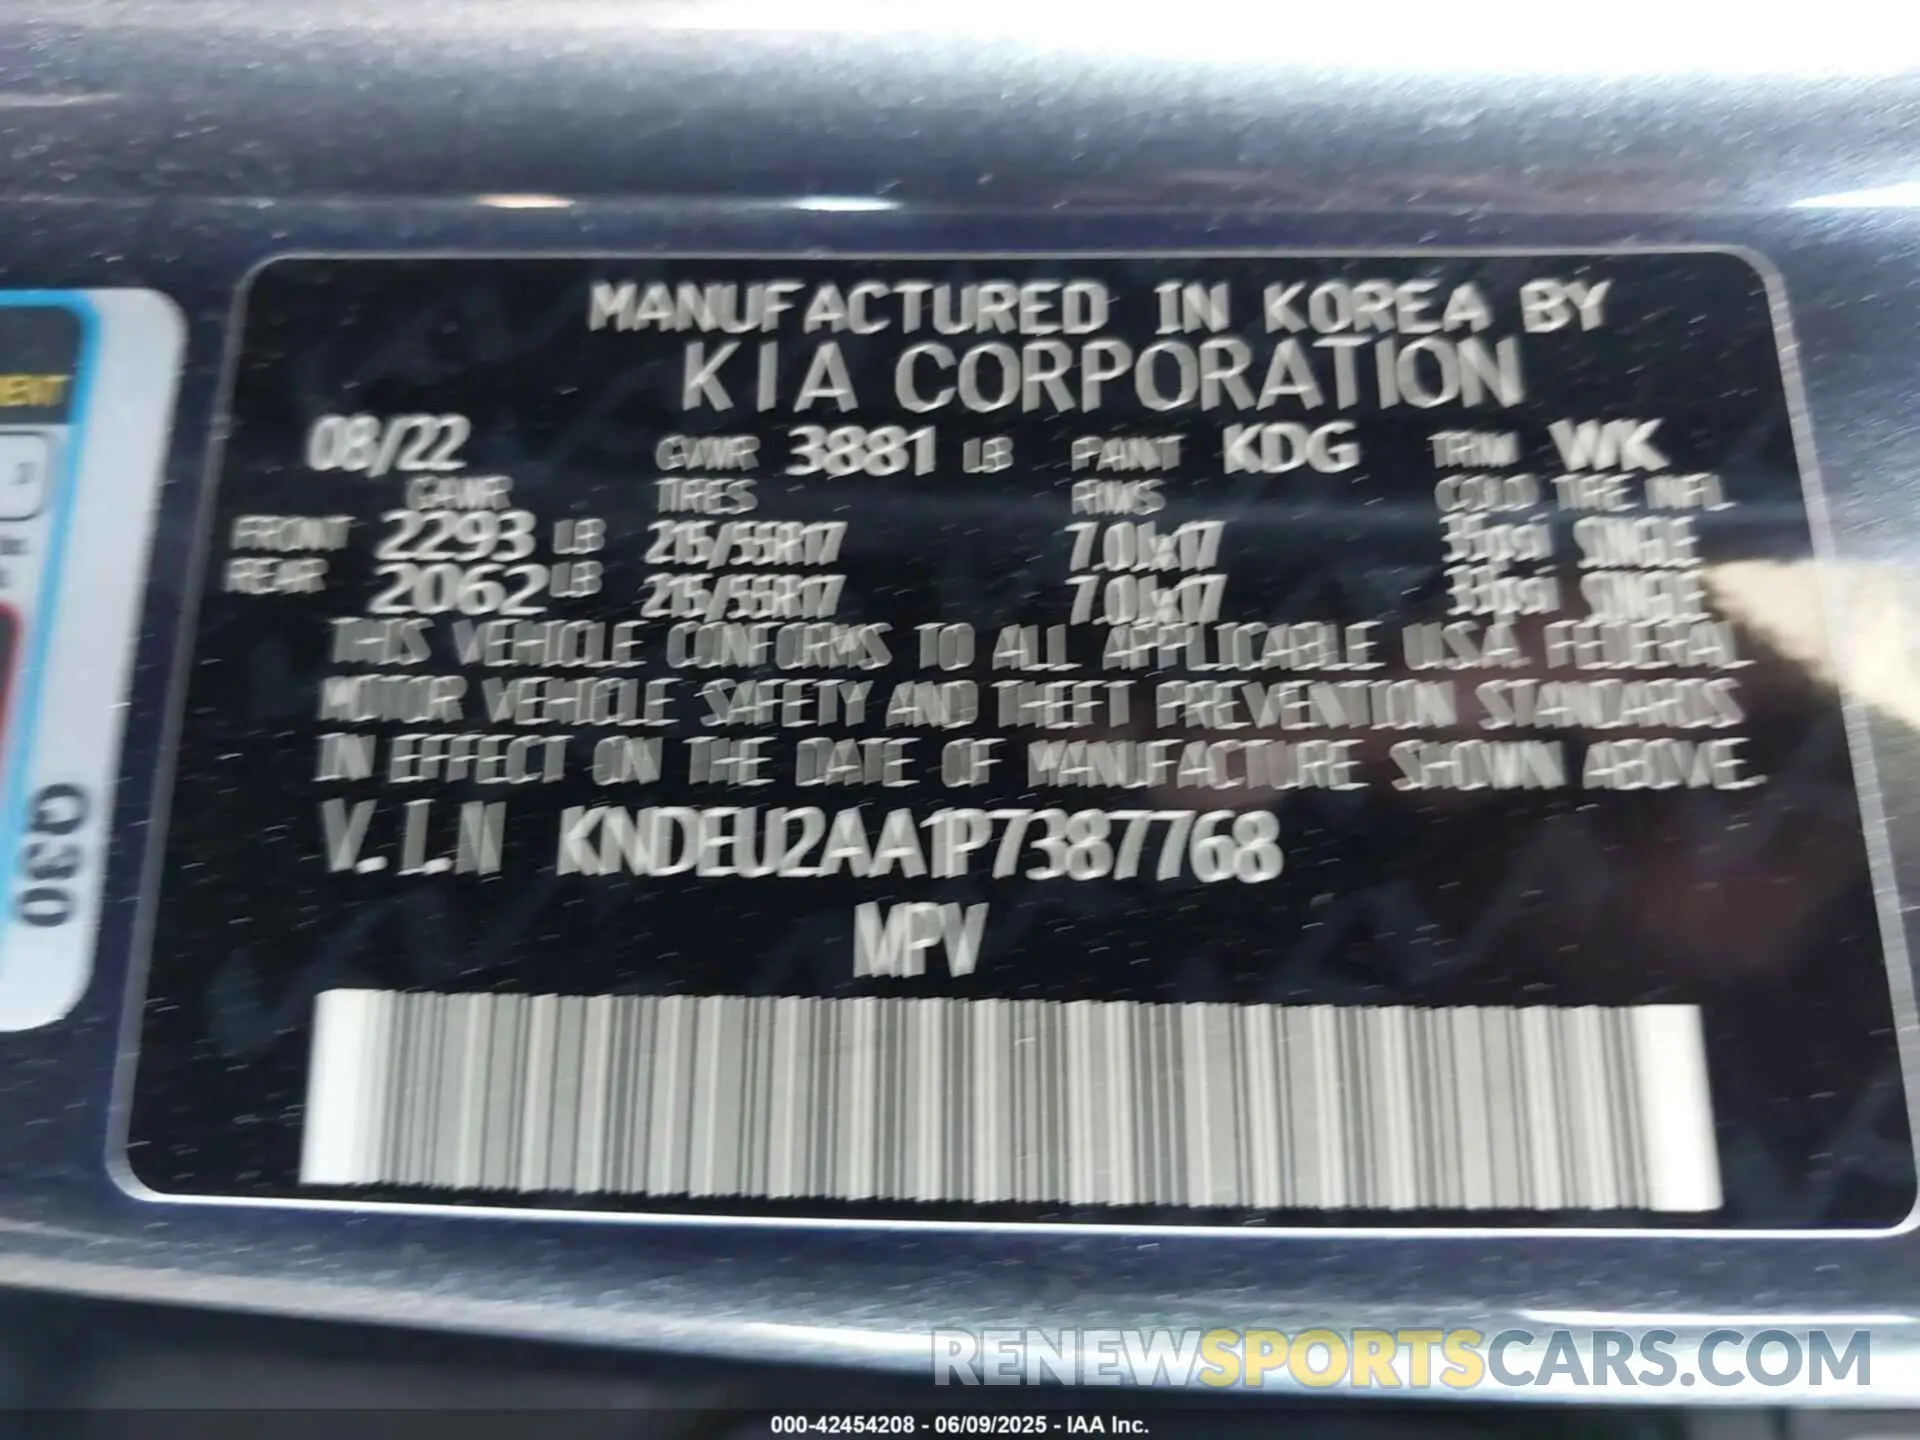 MANUFACTURED IN KOREA BY
KIA CORPORATION
08/22 GVWR 3881 LB PAINT KDG TRIM WK
GAWR TIRES RIMS COLD TIRE INFL
FRONT 2293 LB 215/55R17 7.0Jx17 35psi SINGLE
REAR 2062 LB 215/55R17 7.0Jx17 psi SINGLE
THIS VEHICLE CONFORMS TO ALL APPLICABLE U.S.A. FEDERAL
MOTOR VEHICLE SAFETY AND THEFT PREVENTION STANDARDS
IN EFFECT ON THE DATE OF MANUFACTURE SHOWN ABOVE.
V.I.N KNDEU2AA1P7387768
MPV
Q30
RENEWSPORTSCARS.COM
000-42454208 - 06/09/2025 - IAA Inc.